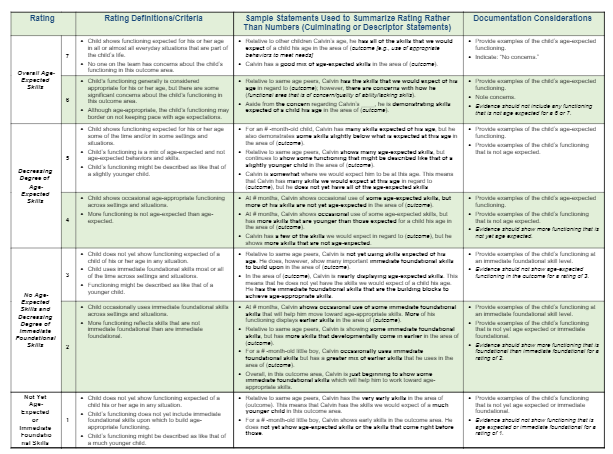 Rating
Rating Definitions/Criteria
Sample Statements Used to Summarize Rating Rather
Than Numbers (Culminating or Descriptor Statements)
Documentation Considerations
Overall Age-
Expected
Skills
7
• Child shows functioning expected for his or her age
in all or almost all everyday situations that are part of
the child's life.
• No one on the team has concerns about the child's
functioning in this outcome area.
• Relative to other children Calvin's age, he has all of the skills that we would
expect of a child his age in the area of (outcome [e.g., use of appropriate
behaviors to meet needs]
• Calvin has a good mix of age-expected skills in the area of (outcome).
• Provide examples of the child's age-expected
functioning.
• Indicate: "No concerns."
6
• Child's functioning generally is considered
appropriate for his or her age, but there are some
significant concerns about the child's functioning in
this outcome area.
• Although age-appropriate, the child's functioning may
border on not keeping pace with age expectations.
• Relative to same age peers, Calvin has the skills that we would expect of his
age in regard to (outcome); however, there are concerns with how he
(functional area that is of concern/quality of ability/lacking skills).
• Aside from the concern regarding Calvin's ____ he is demonstrating skills
expected of a child his age in the area of (outcome).
• Provide examples of the child's age-expected
functioning.
• Note concerns.
• Evidence should not include any functioning
that is not age expected for a 6 or 7.
Decreasing
Degree of
Age-
Expected
Skills
5
• Child shows functioning expected for his or her age
some of the time and/or in some settings and
situations.
• Child's functioning is a mix of age-expected and not
age-expected behaviors and skills.
• Child's functioning might be described as like that of
a slightly younger child.
• For an #-month-old child, Calvin has many skills expected of his age, but he
also demonstrates some skills slightly below what is expected at this age in
the area of (outcome).
• Relative to same age peers, Calvin shows many age-expected skills, but
continues to show some functioning that might be described like that of a
slightly younger child in the area of (outcome).
• Calvin is somewhat where we would expect him to be at this age. This means
that Calvin has many skills we would expect at this age in regard to
(outcome), but he does not yet have all of the age-expected skills
• Provide examples of the child's age-expected
functioning.
• Provide examples of the child's functioning
that is not age expected.
4
• Child shows occasional age-appropriate functioning
across settings and situations.
• More functioning is not age-expected than age-
expected.
• At # months, Calvin shows occasional use of some age-expected skills, but
more of his skills are not yet age-expected in the area of (outcome).
• At # months, Calvin shows occasional use of some age-expected skills, but
has more skills that are younger than those expected for a child his age in
the area of (outcome).
• Calvin has a few of the skills we would expect in regard to (outcome), but he
shows more skills that are not age-expected.
• Provide examples of the child's age-expected
functioning.
• Provide examples of the child's functioning
that is not age expected.
• Evidence should show more functioning that is
not yet age expected.
No Age-
Expected
Skills and
Decreasing
Degree of
Immediate
Foundational
Skills
3
• Child does not yet show functioning expected of a
child of his or her age in any situation.
• Child uses immediate foundational skills most or all
of the time across settings and situations.
• Functioning might be described as like that of a
younger child.
• Relative to same age peers, Calvin is not yet using skills expected of his
age. He does, however, show many important immediate foundational skills
to build upon in the area of (outcome).
• In the area of (outcome), Calvin is nearly displaying age-expected skills. This
means that he does not yet have the skills we would expect of a child his age.
He has the immediate foundational skills that are the building blocks to
achieve age-appropriate skills.
• Provide examples of the child's functioning at
an immediate foundational skill level.
• Evidence should not show age-expected
functioning in the outcome for a rating of 3.
2
• Child occasionally uses immediate foundational skills
across settings and situations.
• More functioning reflects skills that are not
immediate foundational than are immediate
foundational.
• At # months, Calvin shows occasional use of some immediate foundational
skills that will help him move toward age-appropriate skills. More of his
functioning displays earlier skills in the area of (outcome).
• Relative to same age peers, Calvin is showing some immediate foundational
skills, but has more skills that developmentally come in earlier in the area of
(outcome).
• For a #-month-old little boy, Calvin occasionally uses immediate
foundational skills but has a greater mix of earlier skills that he uses in the
area of (outcome).
• Overall, in this outcome area, Calvin is just beginning to show some
immediate foundational skills which will help him to work toward age-
appropriate skills.
• Provide examples of the child's functioning at
an immediate foundational skill level.
• Provide examples of the child's functioning
that is not yet age expected or immediate
foundational.
• Evidence should show more functioning that is
foundational than immediate foundational for a
rating of 2.
Not Yet
Age-
Expected
or
Immediate
Foundatio
nal Skills
1
• Child does not yet show functioning expected of a
child his or her age in any situation.
• Child's functioning does not yet include immediate
foundational skills upon which to build age-
appropriate functioning.
• Child's functioning might be described as like that of
a much younger child.
• Relative to same age peers, Calvin has the very early skills in the area of
(outcome). This means that Calvin has the skills we would expect of a much
younger child in this outcome area.
• For a #-month-old little boy, Calvin shows early skills in the outcome area. He
does not yet show age-expected skills or the skills that come right before
those.
• Provide examples of the child's functioning
that is not yet age expected or immediate
foundational.
• Evidence should not show functioning that is
age expected or immediate foundational for a
rating of 1.